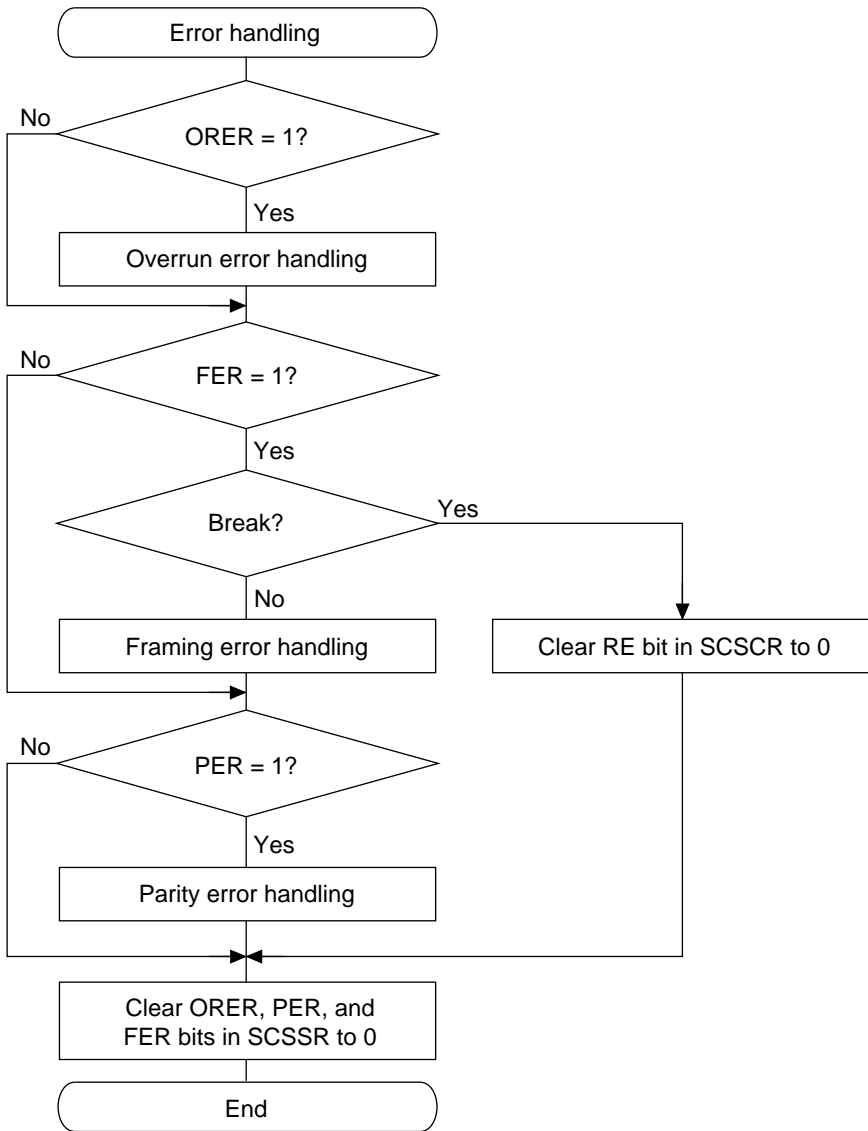 Error handling
No
ORER = 1?
Yes
Overrun error handling
No
FER = 1?
Yes
Break?
Yes
No
Framing error handling
Clear RE bit in SCSCR to 0
No
PER = 1?
Yes
Parity error handling
Clear ORER, PER, and
FER bits in SCSSR to 0
End